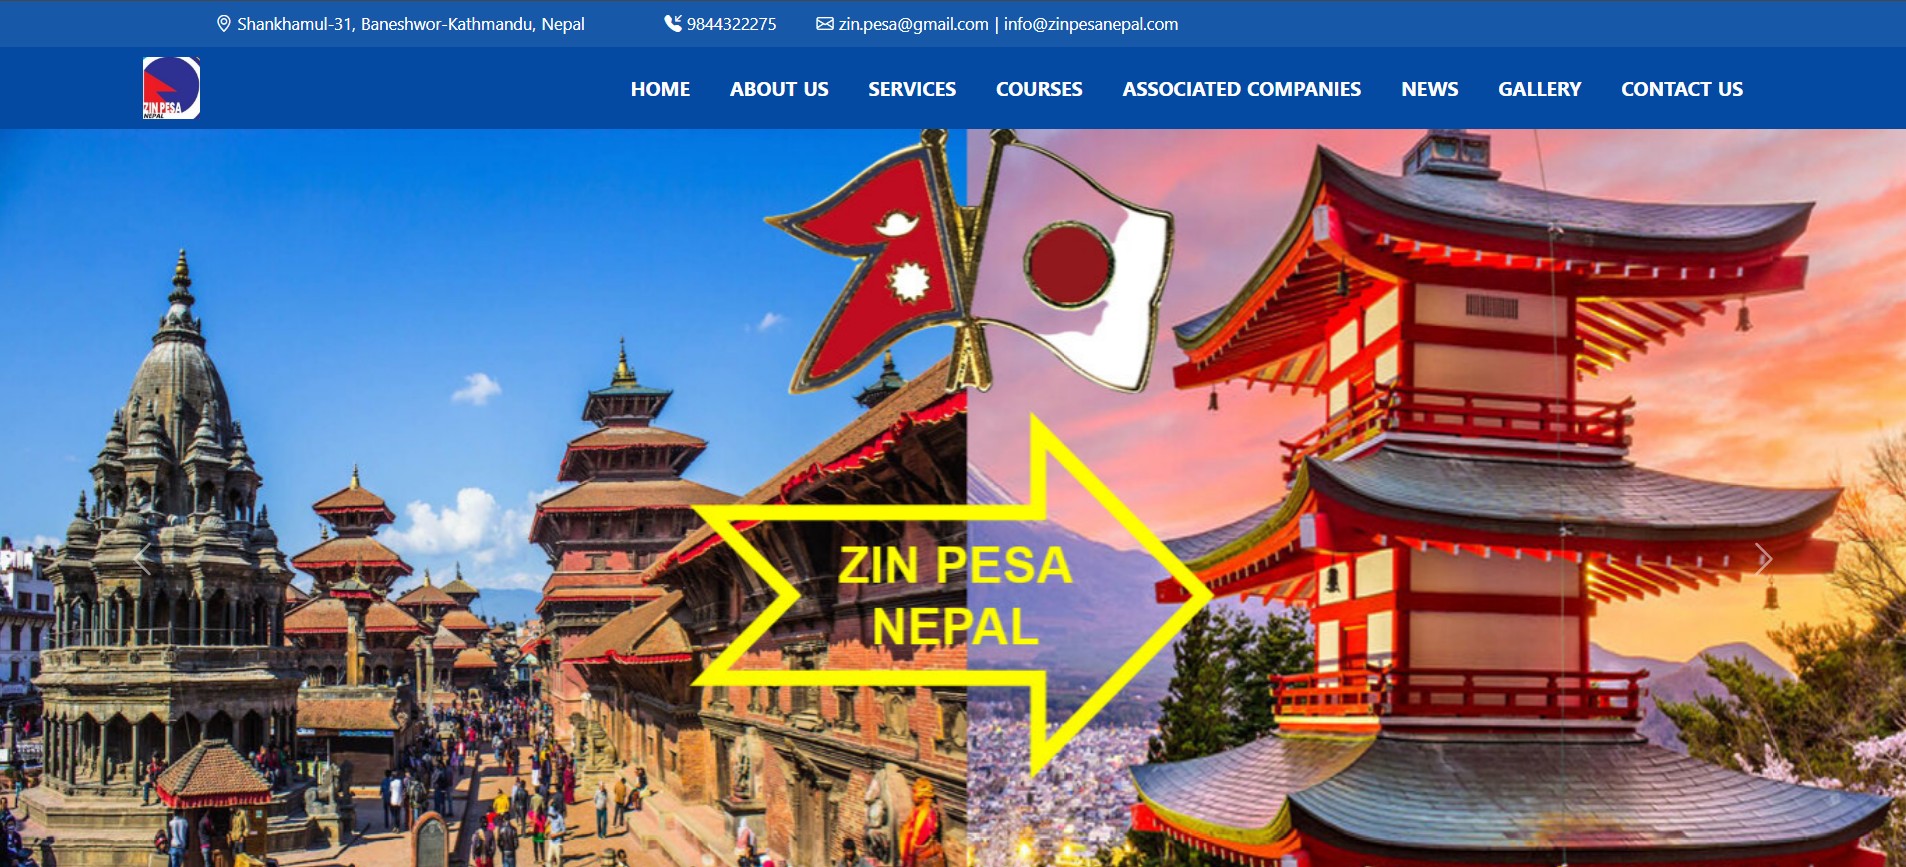 Shankhamul-31, Baneshwor-Kathmandu, Nepal 9844322275 zin.pesa@gmail.com | info@zinpesanepal.com
ZIN PESA
NEPAL
HOME ABOUT US SERVICES COURSES ASSOCIATED COMPANIES NEWS GALLERY CONTACT US
ZIN PESA
NEPAL